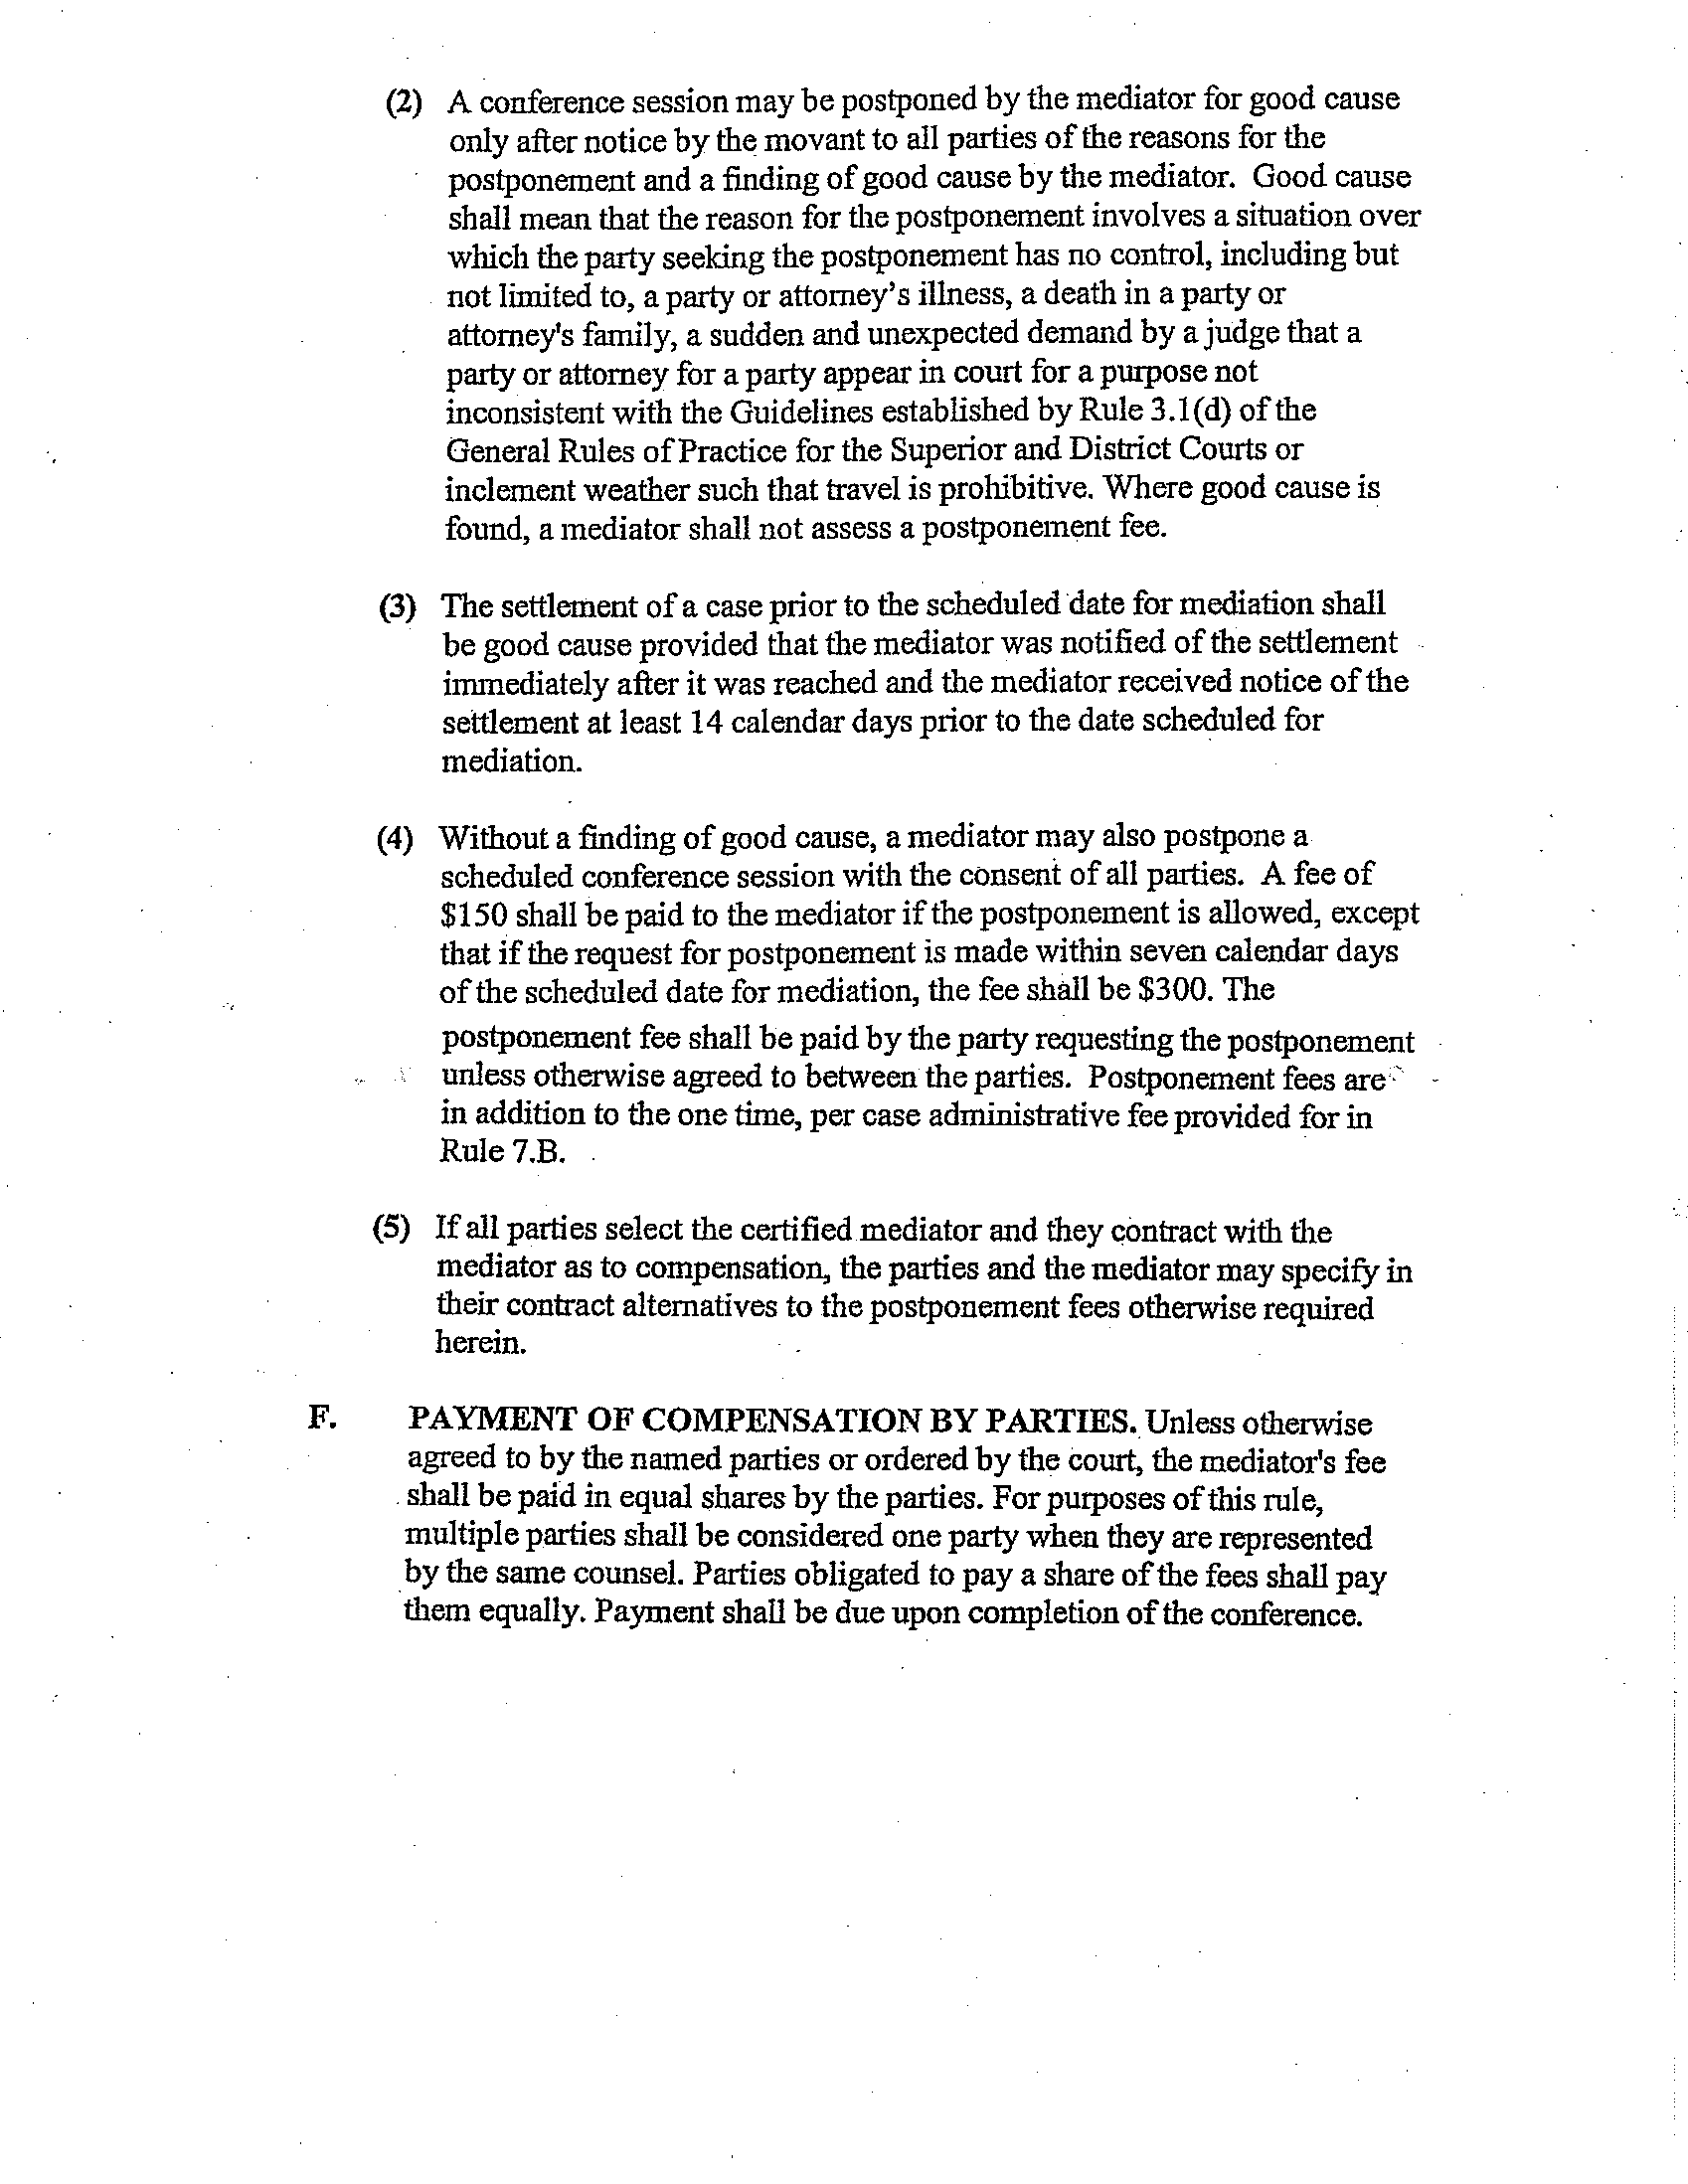 (2) A conference session may be postponed by the mediator for good cause
only after notice by the movant to all parties of the reasons for the
postponement and a finding of good cause by the mediator. Good cause
shall mean that the reason for the postponement involves a situation over
which the party seeking the postponement has no control, including but
not limited to, a party or attorney’s illness, a death in a party or
attorney's family, a sudden and unexpected demand by a judge that a
party or attorney for a party appear in court for a purpose not
inconsistent with the Guidelines established by Rule 3.1(d) of the
General Rules of Practice for the Superior and District Courts or
inclement weather such that travel is prohibitive. Where good cause is
found, a mediator shall not assess a postponement fee.
(3) The settlement of a case prior to the scheduled date for mediation shall
be good cause provided that the mediator was notified of the settlement
immediately after it was reached and the mediator received notice of the
settlement at least 14 calendar days prior to the date scheduled for
mediation.
(4) Without a finding of good cause, a mediator may also postpone a
scheduled conference session with the consent of all parties. A fee of
$150 shall be paid to the mediator if the postponement is allowed, except
that if the request for postponement is made within seven calendar days
of the scheduled date for mediation, the fee shall be $300. The
postponement fee shall be paid by the party requesting the postponement
unless otherwise agreed to between the parties. Postponement fees are
in addition to the one time, per case administrative fee provided for in
Rule 7.B.
(5) If all parties select the certified mediator and they contract with the
mediator as to compensation, the parties and the mediator may specify in
their contract alternatives to the postponement fees otherwise required
herein.
F. PAYMENT OF COMPENSATION BY PARTIES. Unless otherwise
agreed to by the named parties or ordered by the court, the mediator's fee
shall be paid in equal shares by the parties. For purposes of this rule,
multiple parties shall be considered one party when they are represented
by the same counsel. Parties obligated to pay a share of the fees shall pay
them equally. Payment shall be due upon completion of the conference.